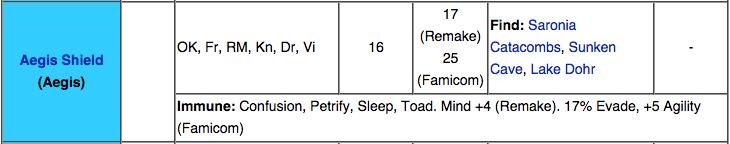 Aegis Shield
(Aegis)
OK, Fr, RM, Kn, Dr, Vi
16
17
(Remake)
25
(Famicom)
Find: Saronia
Catacombs, Sunken
Cave, Lake Dohr
-
Immune: Confusion, Petrify, Sleep, Toad. Mind +4 (Remake). 17% Evade, +5 Agility
(Famicom)